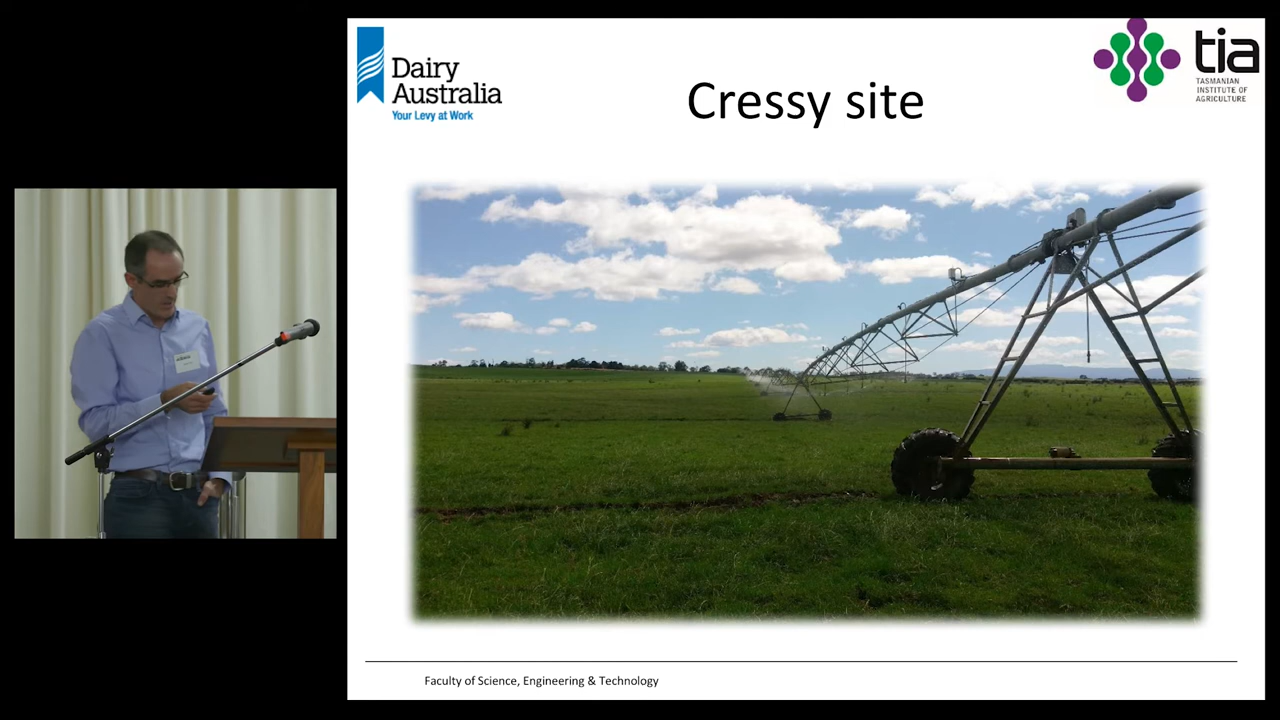 Dairy
Australia
Your Levy at Work
Cressy site
tia
TASMANIAN
INSTITUTE OF
AGRICULTURE
Faculty of Science, Engineering & Technology